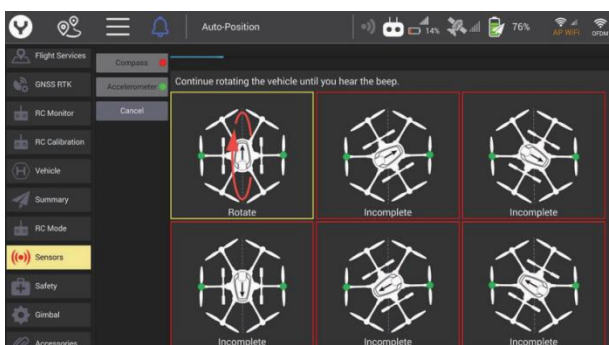 Auto-Position
14%
76%
AP WiFi
OFDM
Flight Services
GNSS RTK
RC Monitor
RC Calibration
Vehicle
Summary
RC Mode
Sensors
Safety
Gimbal
Accessories
Compass
Accelerometer
Cancel
Continue rotating the vehicle until you hear the beep.
Rotate
Incomplete
Incomplete
Incomplete
Incomplete
Incomplete